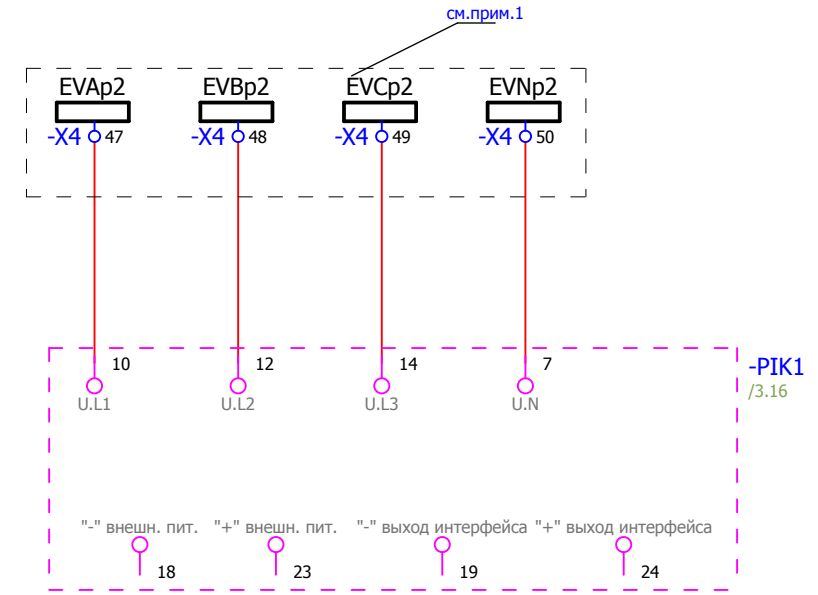 см.прим.1
EVAp2 EVBp2 EVCp2 EVNp2
-X4 47 -X4 48 -X4 49 -X4 50
10 12 14 7 -PIK1
/3.16
U.L1 U.L2 U.L3 U.N
"-" внешн. пит. "+" внешн. пит. "-" выход интерфейса "+" выход интерфейса
18 23 19 24